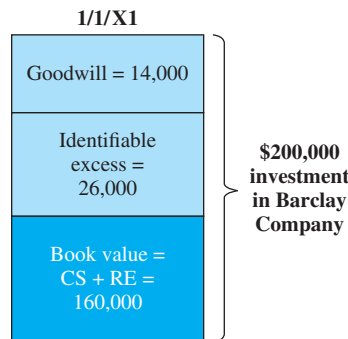 1/1/X1
Goodwill = 14,000
Identifiable
excess =
26,000
Book value =
CS + RE =
160,000
$200,000
investment
in Barclay
Company